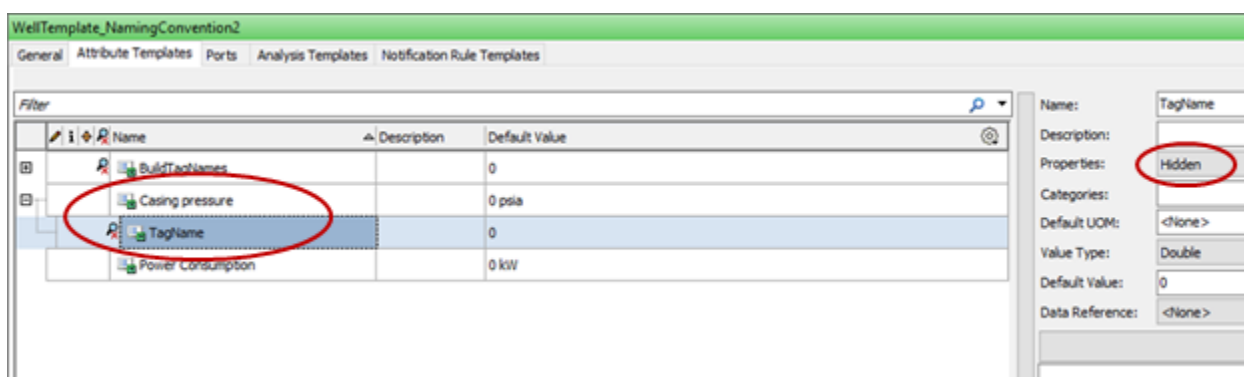 WellTemplate_NamingConvention2
General Attribute Templates Ports Analysis Templates Notification Rule Templates
Filter
Name Description Default Value
BuildTagNames 0
Casing pressure 0 psia
TagName 0
Power Consumption 0 kW
Name: TagName
Description:
Properties: Hidden
Categories:
Default UOM: <None>
Value Type: Double
Default Value: 0
Data Reference: <None>